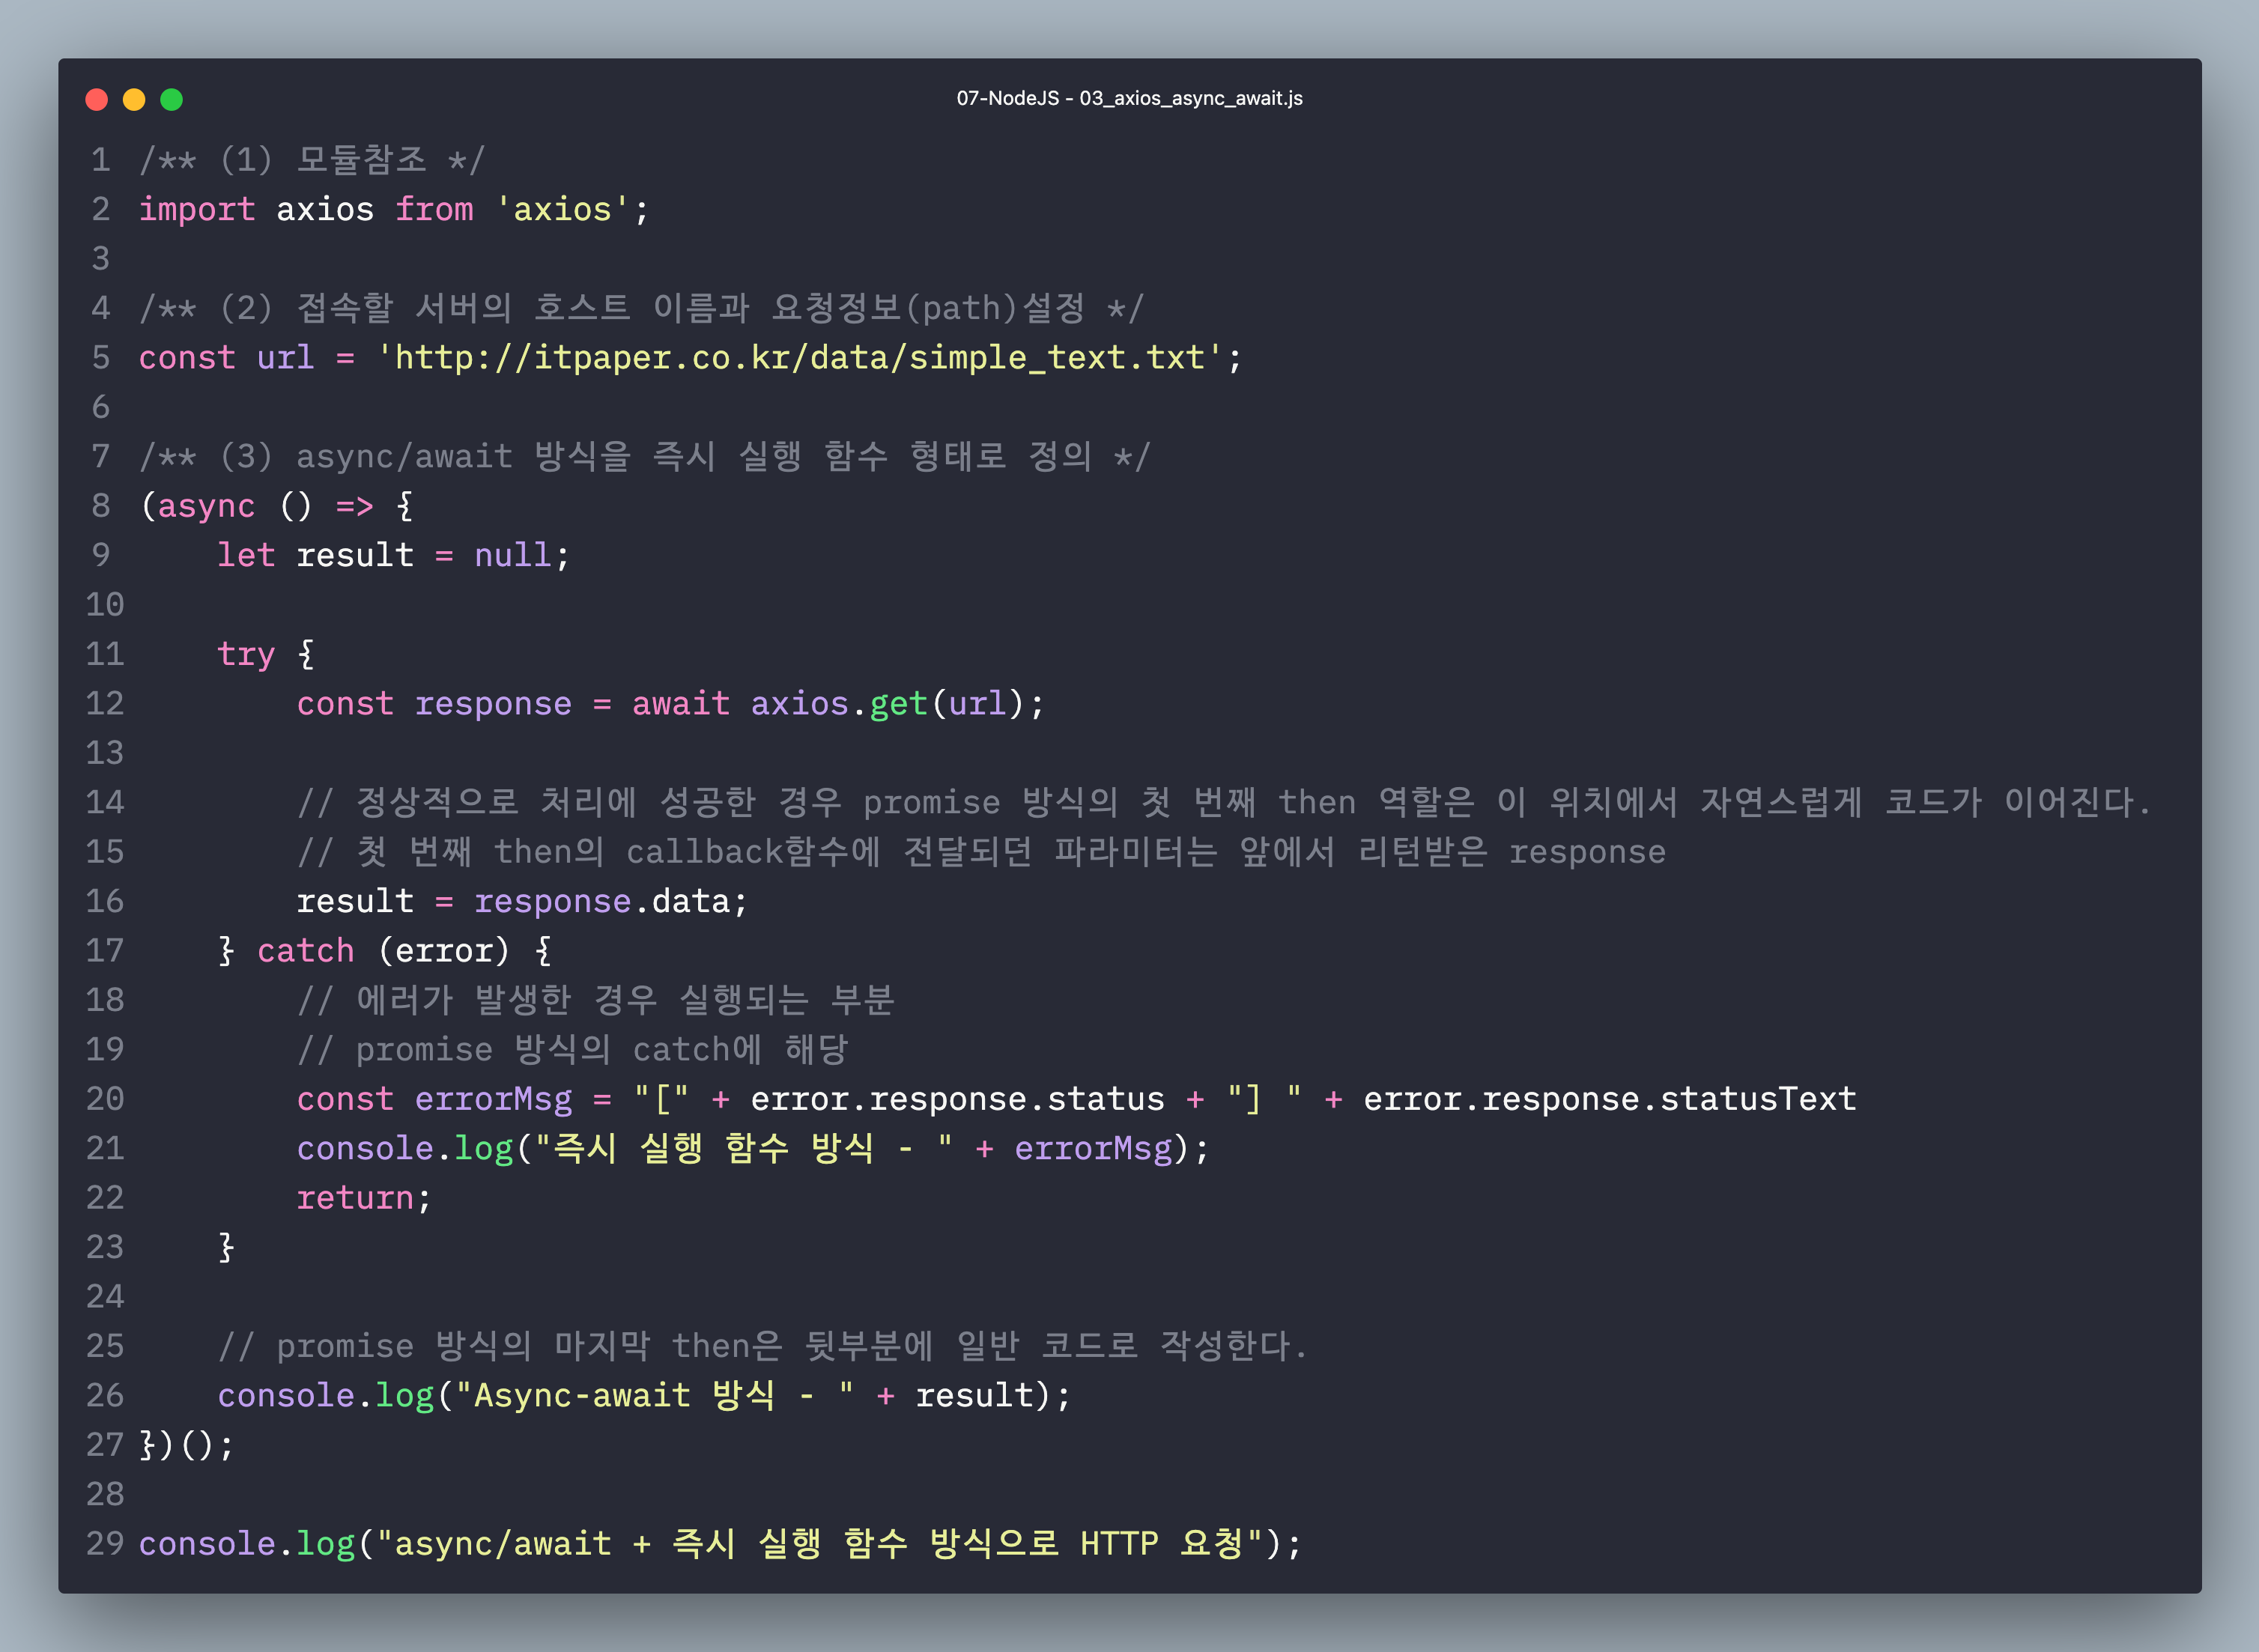 07-NodeJS - 03_axios_async_await.js
1 /** (1) 모듈참조 */
2 import axios from 'axios';
3
4 /** (2) 접속할 서버의 호스트 이름과 요청정보(path)설정 */
5 const url = 'http://itpaper.co.kr/data/simple_text.txt';
6
7 /** (3) async/await 방식을 즉시 실행 함수 형태로 정의 */
8 (async () => {
9     let result = null;
10
11     try {
12         const response = await axios.get(url);
13
14         // 정상적으로 처리에 성공한 경우 promise 방식의 첫 번째 then 역할은 이 위치에서 자연스럽게 코드가 이어진다.
15         // 첫 번째 then의 callback함수에 전달되던 파라미터는 앞에서 리턴받은 response
16         result = response.data;
17     } catch (error) {
18         // 에러가 발생한 경우 실행되는 부분
19         // promise 방식의 catch에 해당
20         const errorMsg = "[" + error.response.status + "] " + error.response.statusText
21         console.log("즉시 실행 함수 방식 - " + errorMsg);
22         return;
23     }
24
25     // promise 방식의 마지막 then은 뒷부분에 일반 코드로 작성한다.
26     console.log("Async-await 방식 - " + result);
27 })();
28
29 console.log("async/await + 즉시 실행 함수 방식으로 HTTP 요청");